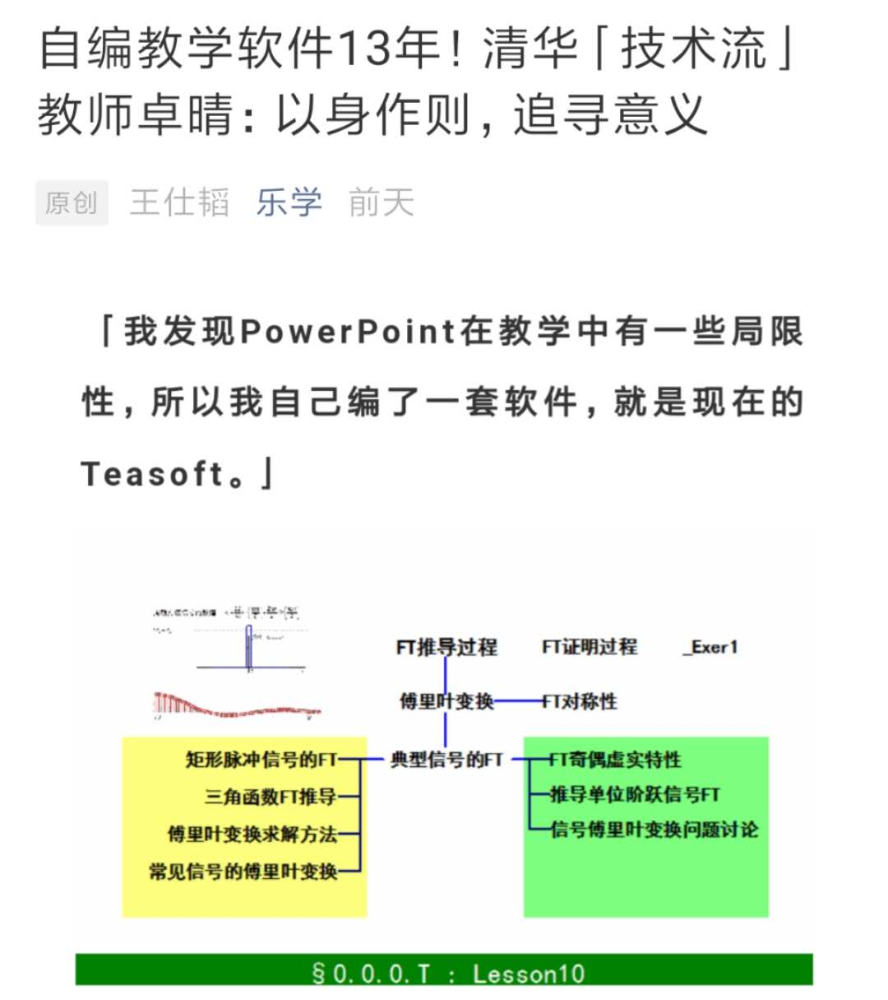 自编教学软件13年！清华「技术流」
教师卓晴：以身作则，追寻意义
原创 王仕韬 乐学 前天
「我发现PowerPoint在教学中有一些局限
性，所以我自己编了一套软件，就是现在的
Teasoft。」
FT推导过程 FT证明过程 _Exer1
傅里叶变换 FT对称性
矩形脉冲信号的FT 典型信号的FT FT奇偶虚实特性
三角函数FT推导 推导单位阶跃信号FT
傅里叶变换求解方法 信号傅里叶变换问题讨论
常见信号的傅里叶变换
§0.0.0.T : Lesson10